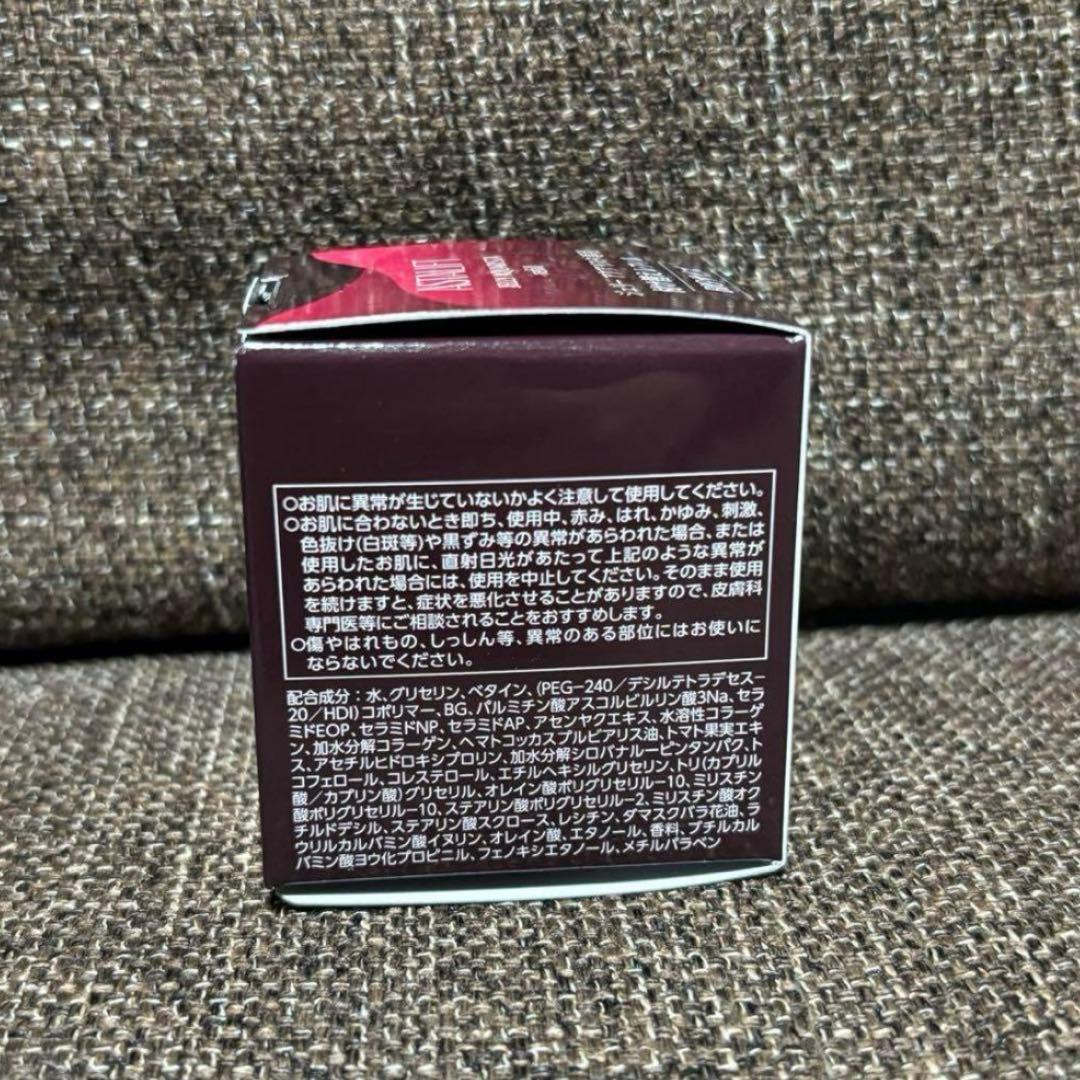 ASTALIFT
○お肌に異常が生じていないかよく注意して使用してください。
○お肌に合わないとき即ち、使用中、赤み、はれ、かゆみ、刺激、
色抜け(白斑等)や黒ずみ等の異常があらわれた場合、または
使用したお肌に、直射日光があたって上記のような異常が
あらわれた場合には、使用を中止してください。そのまま使用
を続けますと、症状を悪化させることがありますので、皮膚科
専門医等にご相談されることをおすすめします。
○傷やはれもの、しっしん等、異常のある部位にはお使いに
ならないでください。
配合成分：水、グリセリン、ベタイン、（PEG−240／デシルテトラデセス−
20／HDI）コポリマー、BG、パルミチン酸アスコルビルリン酸3Na、セラ
ミドEOP、セラミドNP、セラミドAP、アセンヤクエキス、水溶性コラーゲ
ン、加水分解コラーゲン、ヘマトコッカスプルビアリス油、トマト果実エキ
ス、アセチルヒドロキシプロリン、加水分解シロバナルーピンタンパク、ト
コフェロール、コレステロール、エチルヘキシルグリセリン、トリ（カプリル
酸／カプリン酸）グリセリル、オレイン酸ポリグリセリル−10、ミリスチン
酸ポリグリセリル−10、ステアリン酸ポリグリセリル−2、ミリスチン酸オク
チルドデシル、ステアリン酸スクロース、レシチン、ダマスクバラ花油、ラ
ウリルカルバミン酸イヌリン、オレイン酸、エタノール、香料、ブチルカル
バミン酸ヨウ化プロピニル、フェノキシエタノール、メチルパラベン